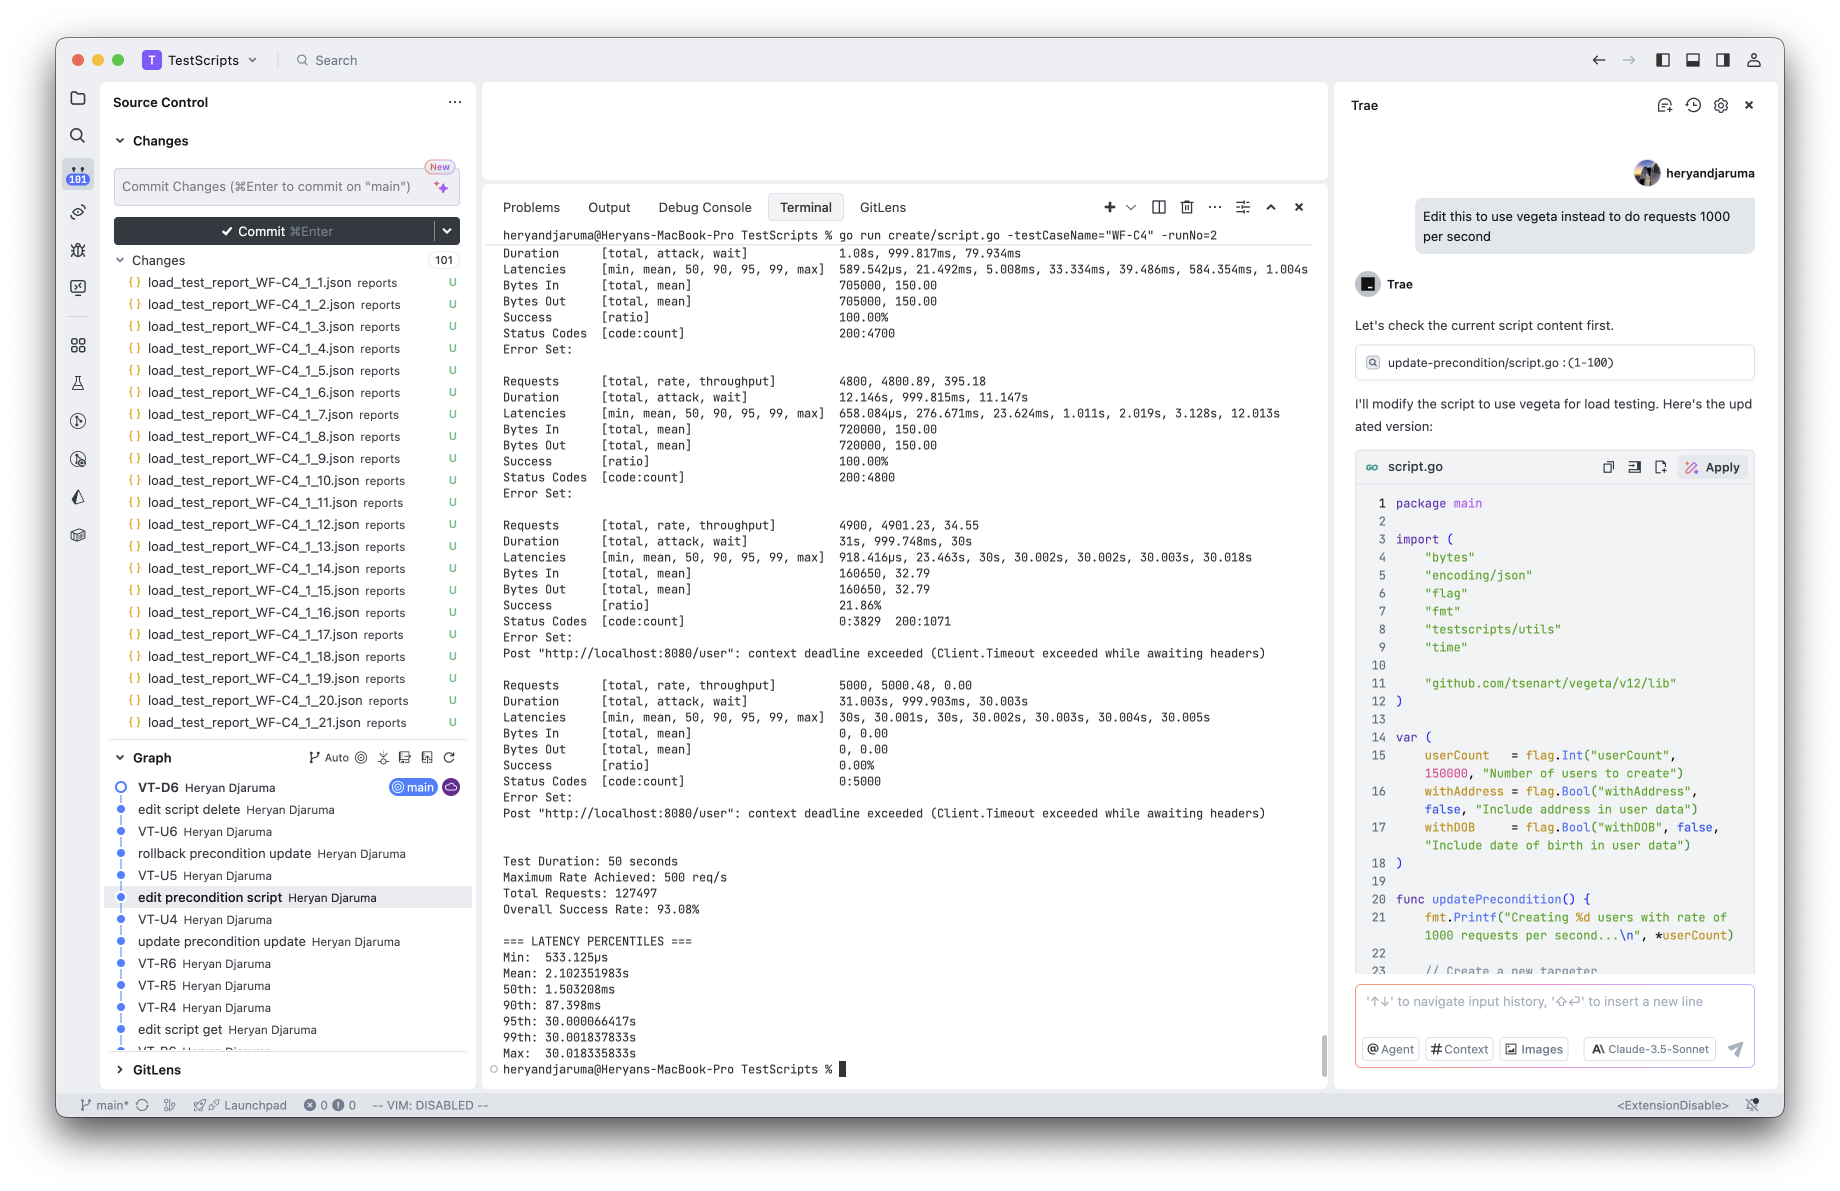 T TestScripts
Search
Source Control
Changes
New
Commit Changes (⌘Enter to commit on "main")
Commit ⌘Enter
Changes 101
101
{ } load_test_report_WF-C4_1_1.json reports U
{ } load_test_report_WF-C4_1_2.json reports U
{ } load_test_report_WF-C4_1_3.json reports U
{ } load_test_report_WF-C4_1_4.json reports U
{ } load_test_report_WF-C4_1_5.json reports U
{ } load_test_report_WF-C4_1_6.json reports U
{ } load_test_report_WF-C4_1_7.json reports U
{ } load_test_report_WF-C4_1_8.json reports U
{ } load_test_report_WF-C4_1_9.json reports U
{ } load_test_report_WF-C4_1_10.json reports U
{ } load_test_report_WF-C4_1_11.json reports U
{ } load_test_report_WF-C4_1_12.json reports U
{ } load_test_report_WF-C4_1_13.json reports U
{ } load_test_report_WF-C4_1_14.json reports U
{ } load_test_report_WF-C4_1_15.json reports U
{ } load_test_report_WF-C4_1_16.json reports U
{ } load_test_report_WF-C4_1_17.json reports U
{ } load_test_report_WF-C4_1_18.json reports U
{ } load_test_report_WF-C4_1_19.json reports U
{ } load_test_report_WF-C4_1_20.json reports U
{ } load_test_report_WF-C4_1_21.json reports U
Graph Auto
VT-D6 Heryan Djaruma main
edit script delete Heryan Djaruma
VT-U6 Heryan Djaruma
rollback precondition update Heryan Djaruma
VT-U5 Heryan Djaruma
edit precondition script Heryan Djaruma
VT-U4 Heryan Djaruma
update precondition update Heryan Djaruma
VT-R6 Heryan Djaruma
VT-R5 Heryan Djaruma
VT-R4 Heryan Djaruma
edit script get Heryan Djaruma
GitLens
Problems Output Debug Console Terminal GitLens
heryandjaruma@Heryans-MacBook-Pro TestScripts % go run create/script.go -testCaseName="WF-C4" -runNo=2
Duration [total, attack, wait] 1.08s, 999.817ms, 79.934ms
Latencies [min, mean, 50, 90, 95, 99, max] 589.542µs, 21.492ms, 5.008ms, 33.334ms, 39.486ms, 584.354ms, 1.004s
Bytes In [total, mean] 705000, 150.00
Bytes Out [total, mean] 705000, 150.00
Success [ratio] 100.00%
Status Codes [code:count] 200:4700
Error Set:
Requests [total, rate, throughput] 4800, 4800.89, 395.18
Duration [total, attack, wait] 12.146s, 999.815ms, 11.147s
Latencies [min, mean, 50, 90, 95, 99, max] 658.084µs, 276.671ms, 23.624ms, 1.011s, 2.019s, 3.128s, 12.013s
Bytes In [total, mean] 720000, 150.00
Bytes Out [total, mean] 720000, 150.00
Success [ratio] 100.00%
Status Codes [code:count] 200:4800
Error Set:
Requests [total, rate, throughput] 4900, 4901.23, 34.55
Duration [total, attack, wait] 31s, 999.748ms, 30s
Latencies [min, mean, 50, 90, 95, 99, max] 918.416µs, 23.463s, 30s, 30.002s, 30.002s, 30.003s, 30.018s
Bytes In [total, mean] 160650, 32.79
Bytes Out [total, mean] 160650, 32.79
Success [ratio] 21.86%
Status Codes [code:count] 0:3829 200:1071
Error Set:
Post "http://localhost:8080/user": context deadline exceeded (Client.Timeout exceeded while awaiting headers)
Requests [total, rate, throughput] 5000, 5000.48, 0.00
Duration [total, attack, wait] 31.003s, 999.903ms, 30.003s
Latencies [min, mean, 50, 90, 95, 99, max] 30s, 30.001s, 30s, 30.002s, 30.003s, 30.004s, 30.005s
Bytes In [total, mean] 0, 0.00
Bytes Out [total, mean] 0, 0.00
Success [ratio] 0.00%
Status Codes [code:count] 0:5000
Error Set:
Post "http://localhost:8080/user": context deadline exceeded (Client.Timeout exceeded while awaiting headers)
Test Duration: 50 seconds
Maximum Rate Achieved: 500 req/s
Total Requests: 127497
Overall Success Rate: 93.08%
=== LATENCY PERCENTILES ===
Min: 533.125µs
Mean: 2.102351983s
50th: 1.503208ms
90th: 87.398ms
95th: 30.000066417s
99th: 30.001837833s
Max: 30.018335833s
heryandjaruma@Heryans-MacBook-Pro TestScripts %
Trae
heryandjaruma
Edit this to use vegeta instead to do requests 1000
per second
Trae
Let's check the current script content first.
update-precondition/script.go :(1-100)
I'll modify the script to use vegeta for load testing. Here's the upd
ated version:
script.go Apply
1 package main
2
3 import (
4 "bytes"
5 "encoding/json"
6 "flag"
7 "fmt"
8 "testscripts/utils"
9 "time"
10
11 "github.com/tsenart/vegeta/v12/lib"
12 )
13
14 var (
15 userCount = flag.Int("userCount",
150000, "Number of users to create")
16 withAddress = flag.Bool("withAddress",
false, "Include address in user data")
17 withDOB = flag.Bool("withDOB", false,
"Include date of birth in user data")
18 )
19
20 func updatePrecondition() {
21 fmt.Printf("Creating %d users with rate of
1000 requests per second...\n", *userCount)
22
23 // Create a new targeter
'↑↓' to navigate input history, '⇧⏎' to insert a new line
@ Agent # Context Images Claude-3.5-Sonnet
main* Launchpad 0 0 -- VIM: DISABLED --
<ExtensionDisable>